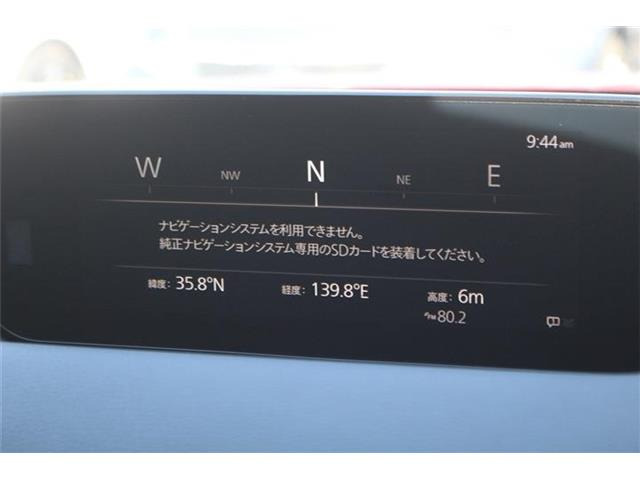 9:44am
W NW N NE E
ナビゲーションシステムを利用できません。
純正ナビゲーションシステム専用のSDカードを装着してください。
緯度: 35.8°N 経度: 139.8°E 高度: 6m
FM 80.2